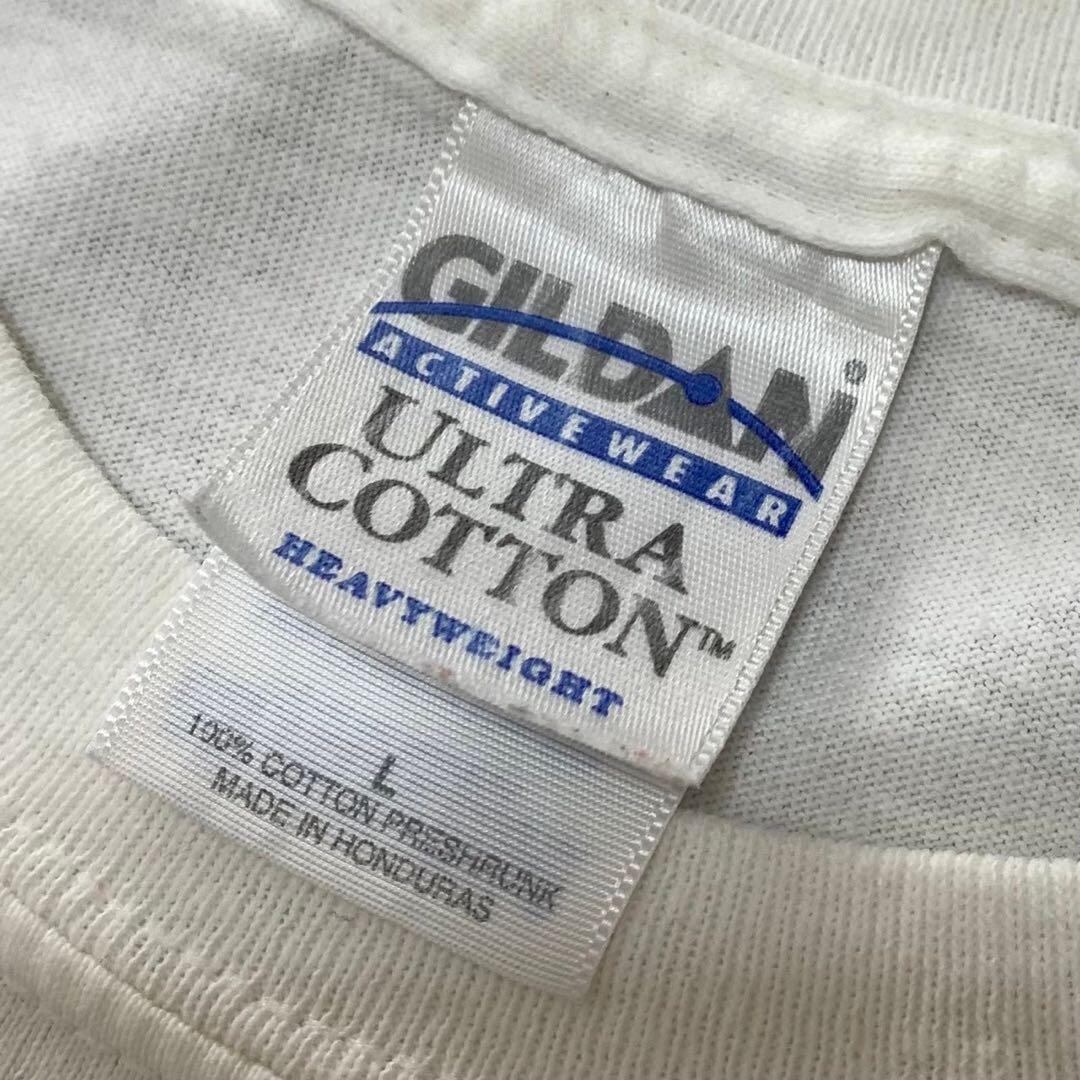 GILDAN®
ACTIVEWEAR
ULTRA
COTTON™
HEAVYWEIGHT
L
100% COTTON PRESHRUNK
MADE IN HONDURAS